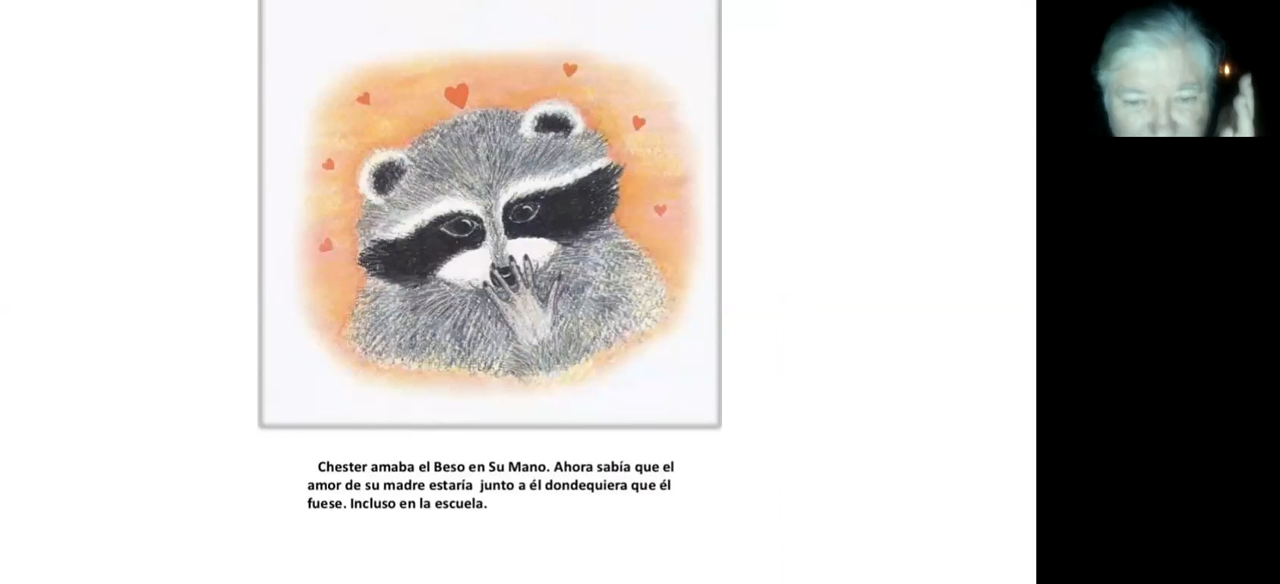 Chester amaba el Beso en Su Mano. Ahora sabía que el
amor de su madre estaría junto a él dondequiera que él
fuese. Incluso en la escuela.